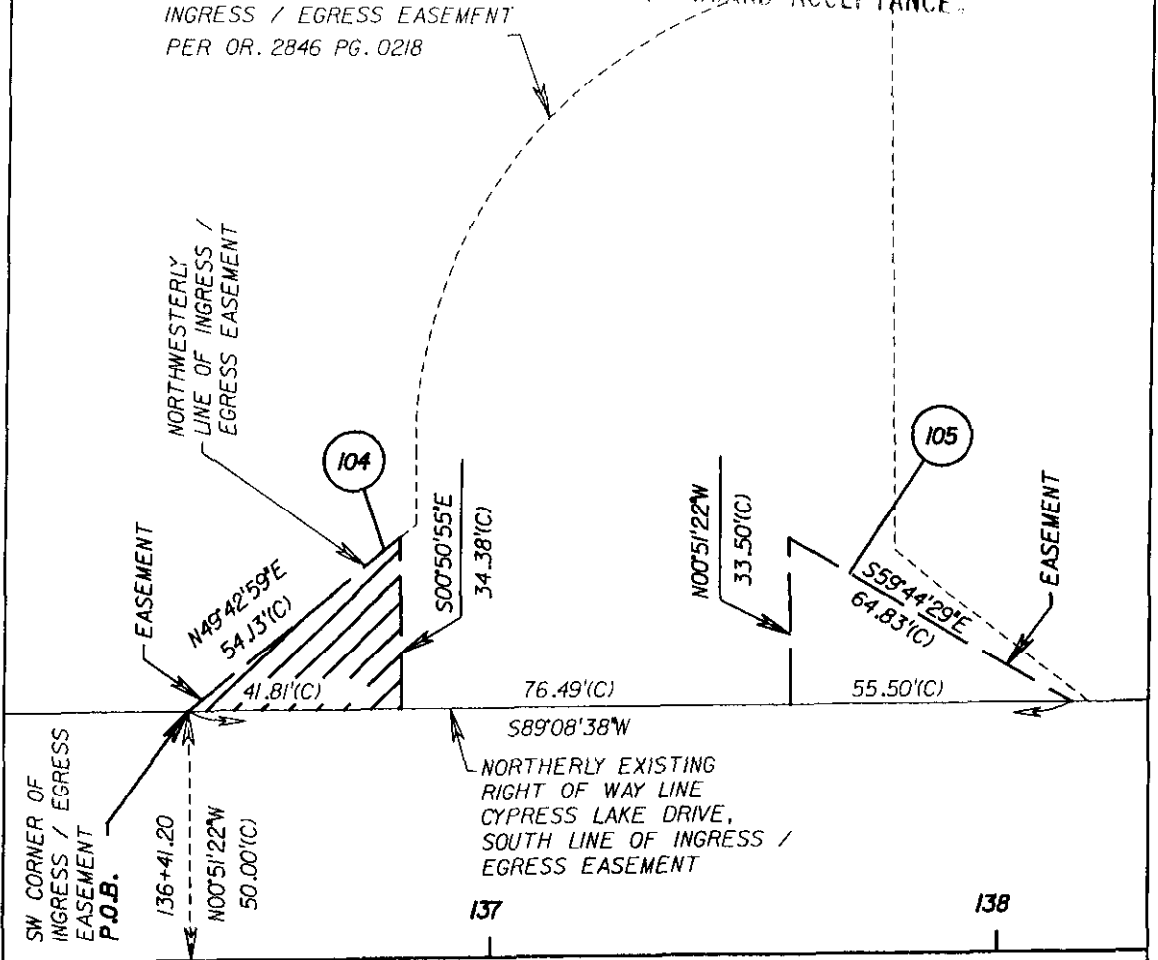 INGRESS / EGRESS EASEMENT
PER OR. 2846 PG. 0218
ACCEPTANCE.
NORTHWESTERLY
LINE OF INGRESS /
EGRESS EASEMENT
104
105
EASEMENT
N49°42'59"E
54.13'(C)
S00°50'55"E
34.38'(C)
N00°51'22"W
33.50'(C)
S59°44'29"E
64.83'(C)
EASEMENT
41.81'(C)
76.49'(C)
55.50'(C)
S89°08'38"W
NORTHERLY EXISTING
RIGHT OF WAY LINE
CYPRESS LAKE DRIVE,
SOUTH LINE OF INGRESS /
EGRESS EASEMENT
SW CORNER OF
INGRESS / EGRESS
EASEMENT
P.O.B.
136+41.20
N00°51'22"W
50.00'(C)
137
138